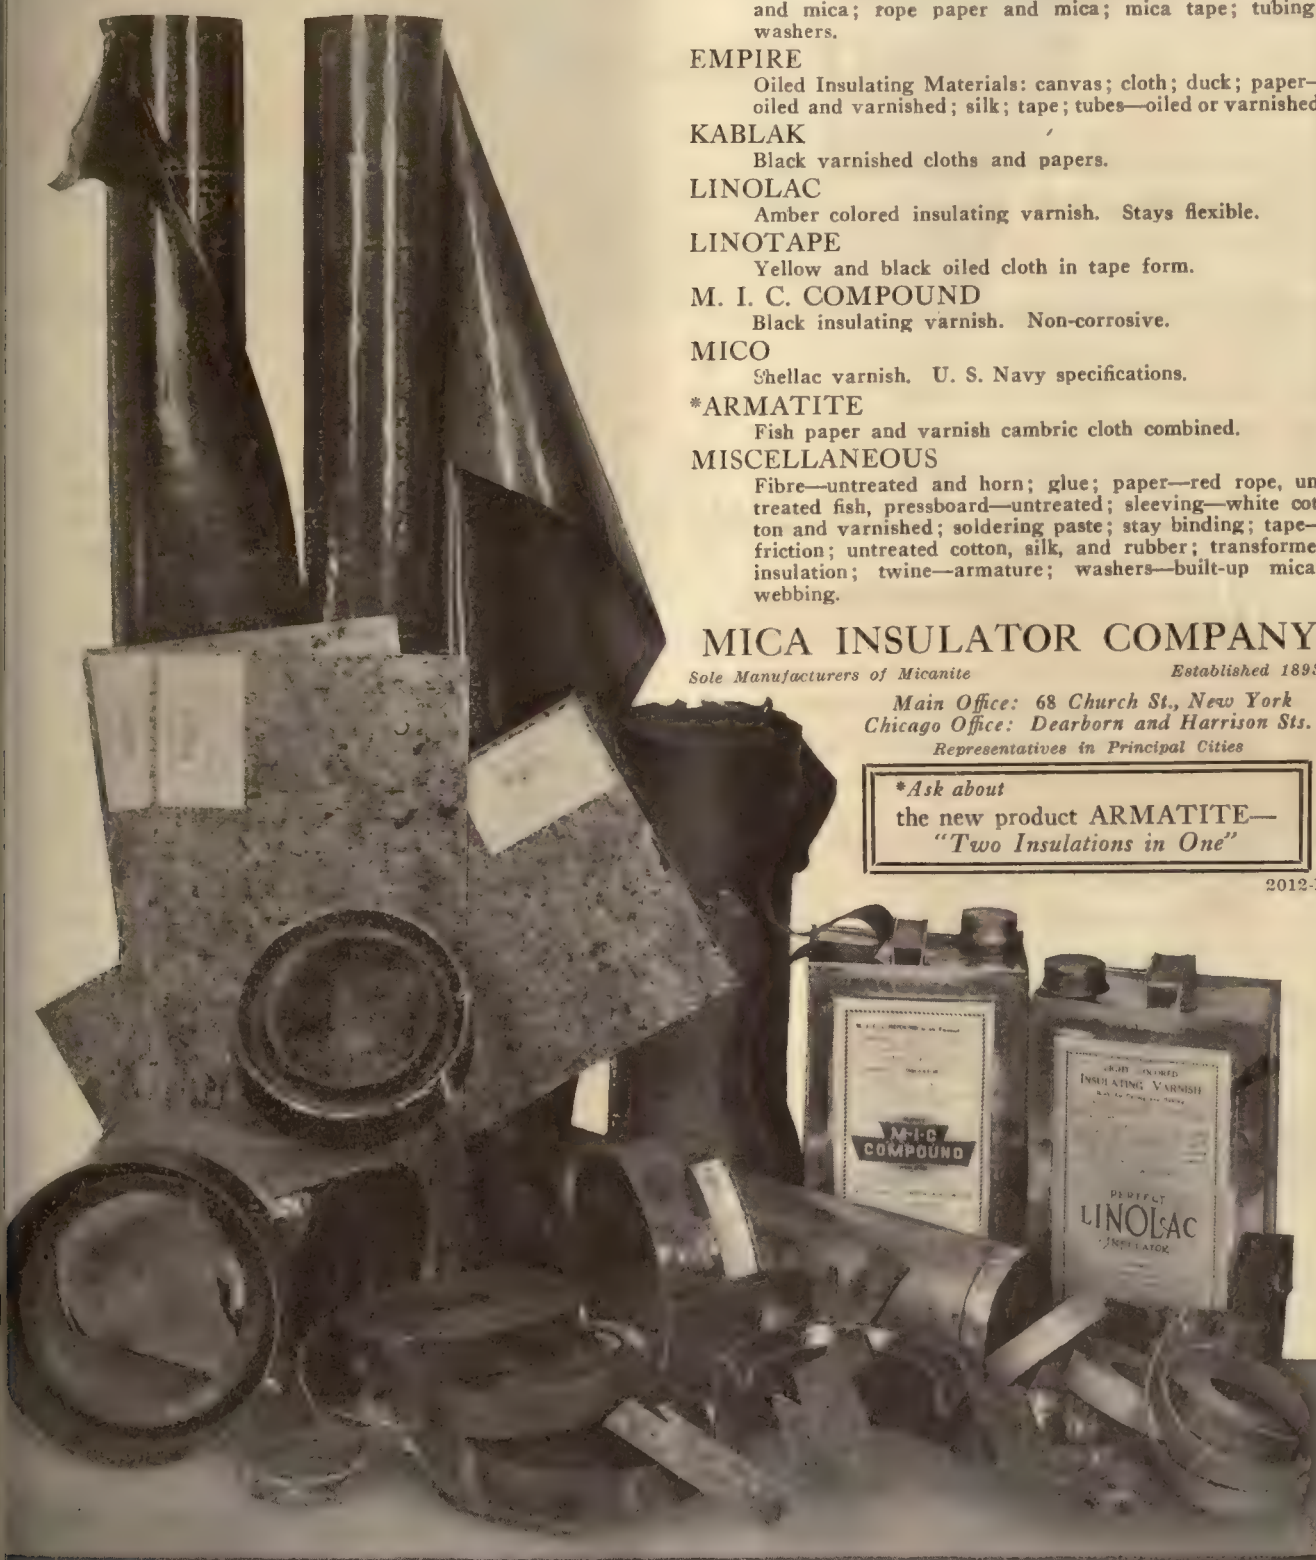 and mica; rope paper and mica; mica tape; tubing
washers.
EMPIRE
Oiled Insulating Materials: canvas; cloth; duck; paper—
oiled and varnished; silk; tape; tubes—oiled or varnished
KABLAK
Black varnished cloths and papers.
LINOLAC
Amber colored insulating varnish. Stays flexible.
LINOTAPE
Yellow and black oiled cloth in tape form.
M. I. C. COMPOUND
Black insulating varnish. Non-corrosive.
MICO
Shellac varnish. U. S. Navy specifications.
*ARMATITE
Fish paper and varnish cambric cloth combined.
MISCELLANEOUS
Fibre—untreated and horn; glue; paper—red rope, un
treated fish, pressboard—untreated; sleeving—white cot
ton and varnished; soldering paste; stay binding; tape—
friction; untreated cotton, silk, and rubber; transforme
insulation; twine—armature; washers—built-up mica
webbing.
MICA INSULATOR COMPANY
Sole Manufacturers of Micanite Established 189
Main Office: 68 Church St., New York
Chicago Office: Dearborn and Harrison Sts.
Representatives in Principal Cities
*Ask about
the new product ARMATITE—
"Two Insulations in One"
2012-
M-I-C
COMPOUND
INSULATING VARNISH
PERFECT
LINOLAC
INSULATOR